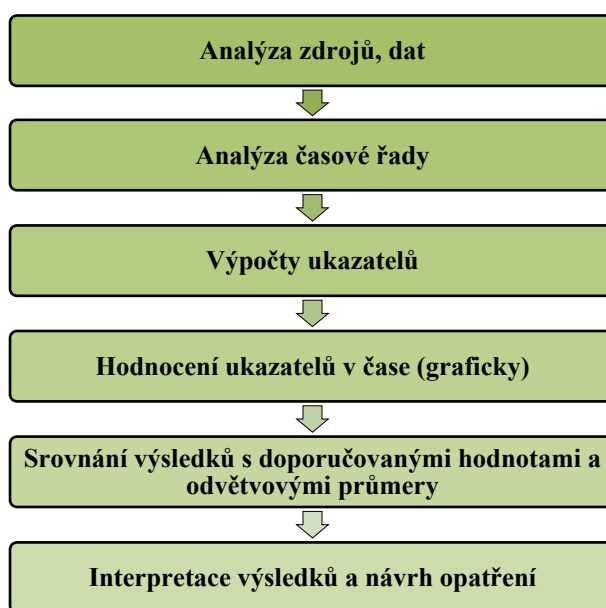 Analýza zdrojů, dat
Analýza časové řady
Výpočty ukazatelů
Hodnocení ukazatelů v čase (graficky)
Srovnání výsledků s doporučovanými hodnotami a
odvětvovými průmery
Interpretace výsledků a návrh opatření